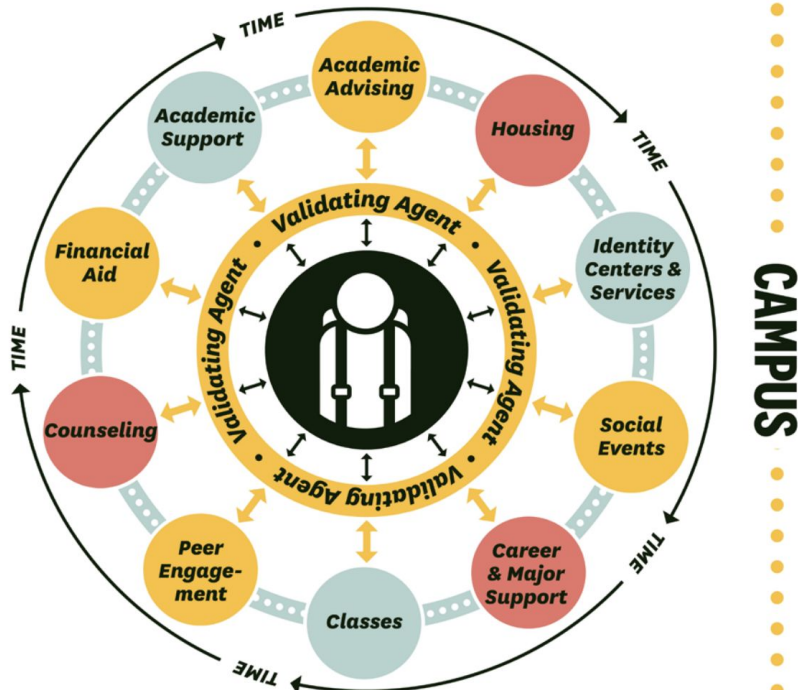 TIME
Academic
Advising
Housing
TIME
Identity
Centers &
Services
Social
Events
TIME
Career
& Major
Support
Classes
TIME
Peer
Engage-
ment
Counseling
TIME
Financial
Aid
Academic
Support
Validating Agent • Validating Agent • Validating Agent • Validating Agent •
CAMPUS